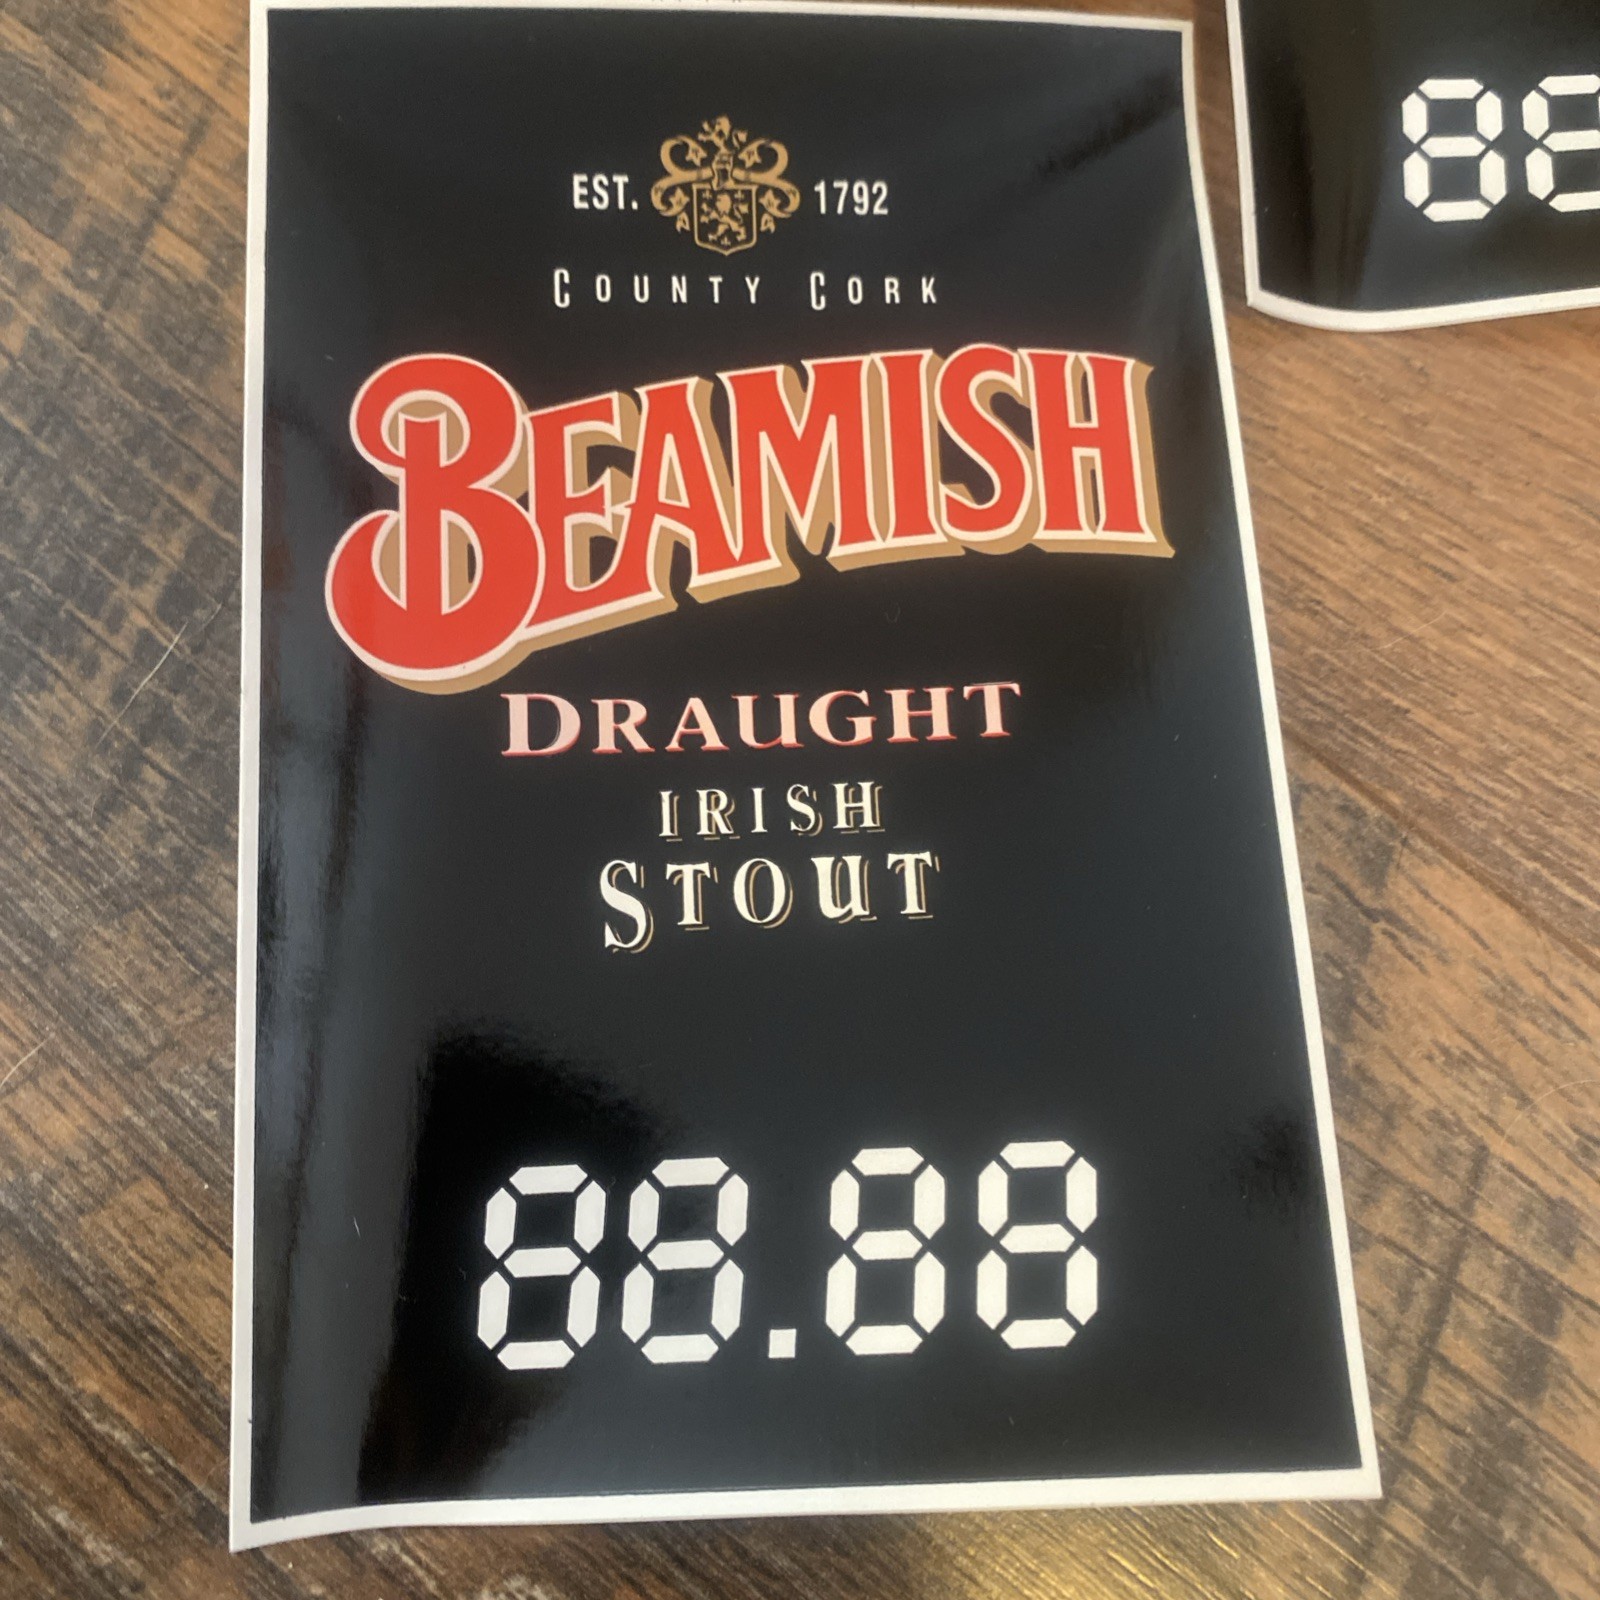 EST. 1792
COUNTY CORK
BEAMISH
DRAUGHT
IRISH
STOUT
88.88
88